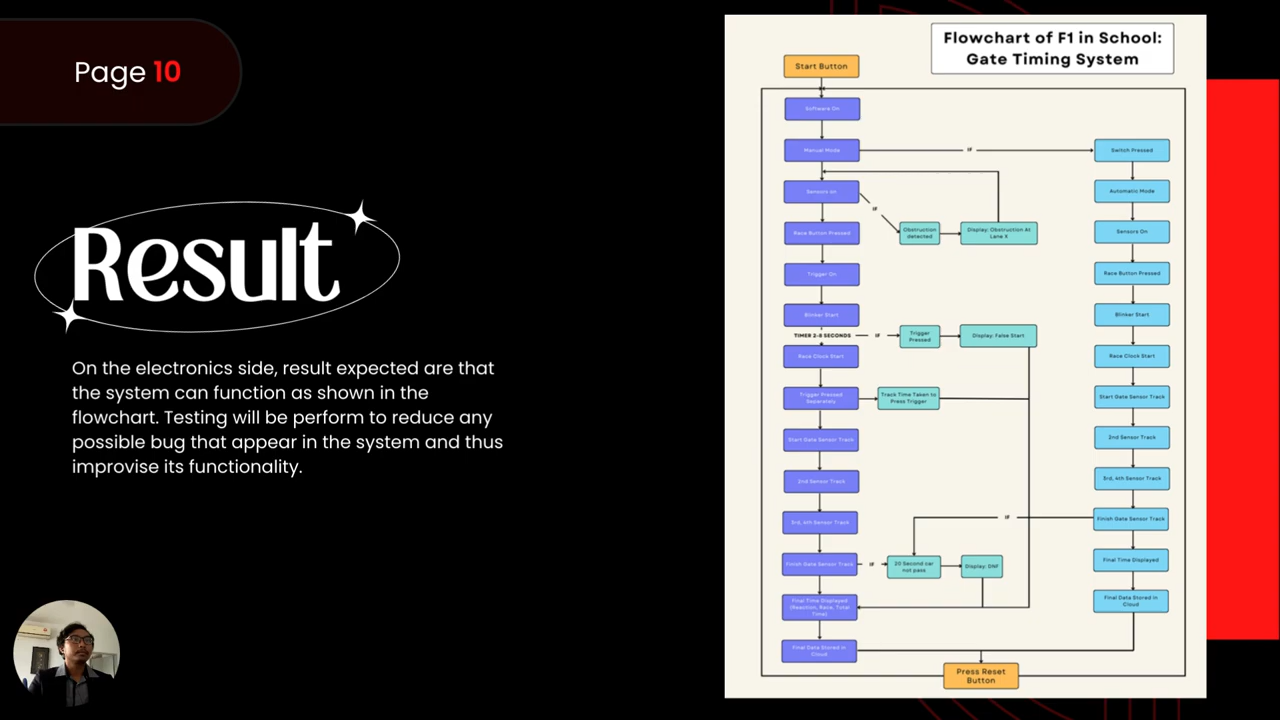 Page 10
Result
On the electronics side, result expected are that
the system can function as shown in the
flowchart. Testing will be perform to reduce any
possible bug that appear in the system and thus
improvise its functionality.
Flowchart of F1 in School:
Gate Timing System
Start Button
Software On
Manual Mode
IF
Switch Pressed
Sensors on
IF
Obstruction
detected
Display: Obstruction At
Lane X
Automatic Mode
Sensors On
Race Button Pressed
Race Button Pressed
Trigger On
Blinker Start
Blinker Start
TIMER 2-8 SECONDS
IF
Trigger
Pressed
Display: False Start
Race Clock Start
Race Clock Start
Trigger Pressed
Separately
Track Time Taken to
Press Trigger
Start Gate Sensor Track
Start Gate Sensor Track
2nd Sensor Track
2nd Sensor Track
3rd, 4th Sensor Track
3rd, 4th Sensor Track
IF
Finish Gate Sensor Track
Finish Gate Sensor Track
IF
20 Second car
not pass
Display: DNF
Final Time Displayed
Final Time Displayed
(Reaction, Race, Total
Time)
Final Data Stored in
Cloud
Final Data Stored in
Cloud
Press Reset
Button